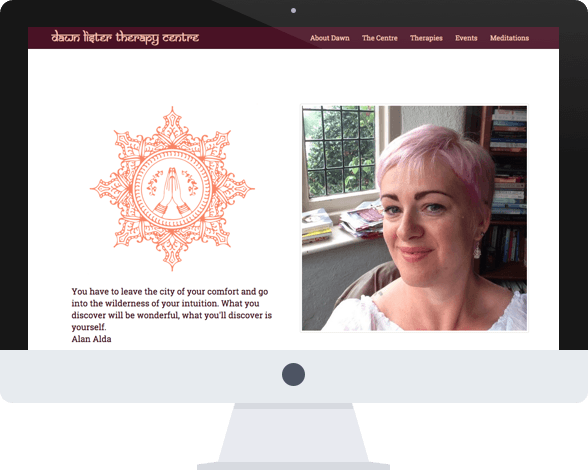 dawn lister therapy centre
About Dawn The Centre Therapies Events Meditations
You have to leave the city of your comfort and go
into the wilderness of your intuition. What you
discover will be wonderful, what you'll discover is
yourself.
Alan Alda